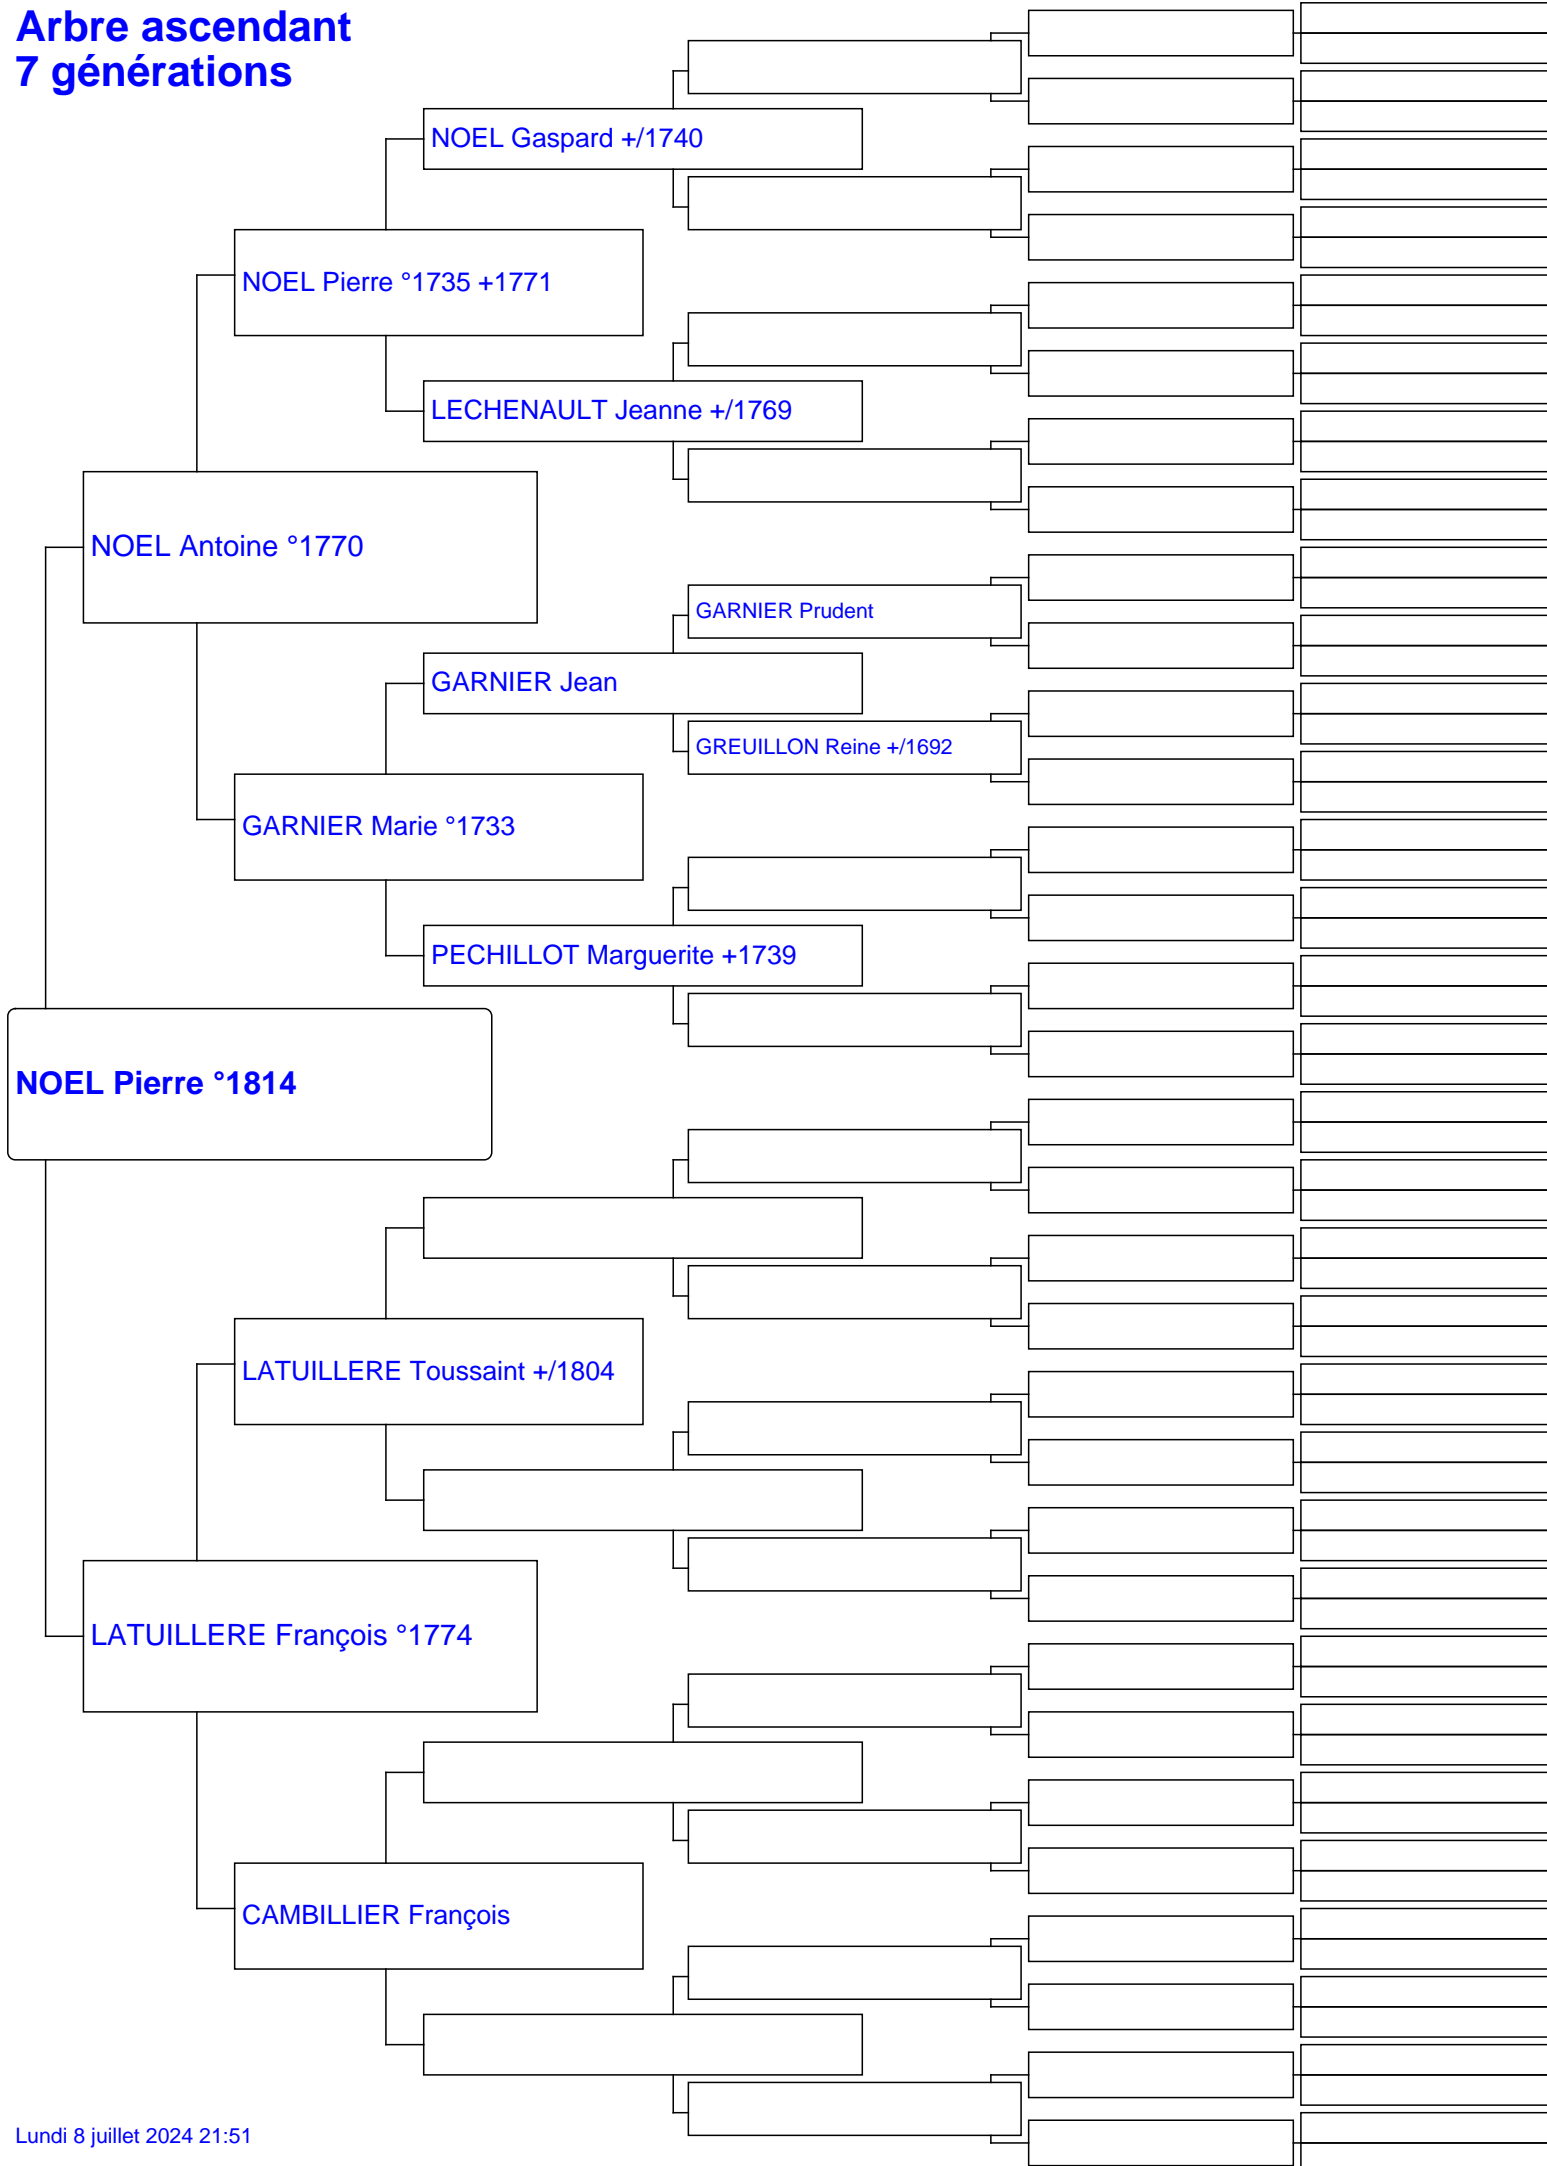 Arbre ascendant
7 générations
NOEL Gaspard +/1740
NOEL Pierre °1735 +1771
LECHENAULT Jeanne +/1769
NOEL Antoine °1770
GARNIER Prudent
GARNIER Jean
GREUILLON Reine +/1692
GARNIER Marie °1733
PECHILLOT Marguerite +1739
NOEL Pierre °1814
LATUILLERE Toussaint +/1804
LATUILLERE François °1774
CAMBILLIER François
Lundi 8 juillet 2024 21:51